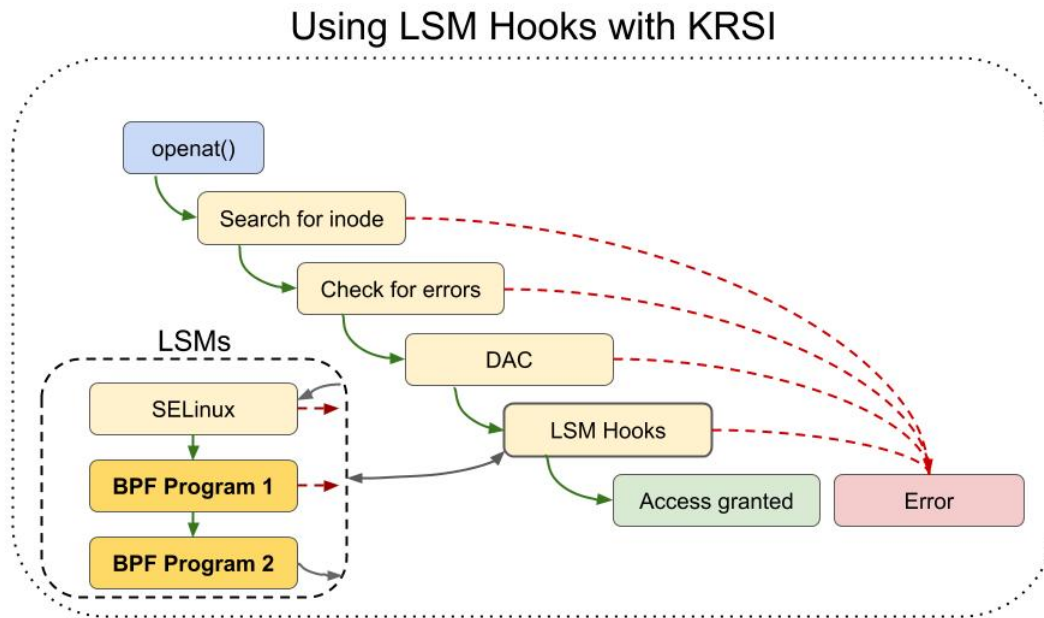 Using LSM Hooks with KRSI
openat()
Search for inode
Check for errors
LSMs
DAC
SELinux
LSM Hooks
BPF Program 1
Access granted
Error
BPF Program 2